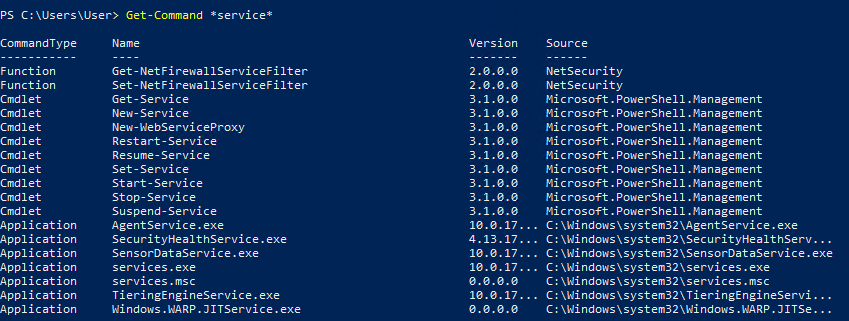 PS C:\Users\User> Get-Command *service*
CommandType Name Version Source
----------- ---- ------- ------
Function Get-NetFirewallServiceFilter 2.0.0.0 NetSecurity
Function Set-NetFirewallServiceFilter 2.0.0.0 NetSecurity
Cmdlet Get-Service 3.1.0.0 Microsoft.PowerShell.Management
Cmdlet New-Service 3.1.0.0 Microsoft.PowerShell.Management
Cmdlet New-WebServiceProxy 3.1.0.0 Microsoft.PowerShell.Management
Cmdlet Restart-Service 3.1.0.0 Microsoft.PowerShell.Management
Cmdlet Resume-Service 3.1.0.0 Microsoft.PowerShell.Management
Cmdlet Set-Service 3.1.0.0 Microsoft.PowerShell.Management
Cmdlet Start-Service 3.1.0.0 Microsoft.PowerShell.Management
Cmdlet Stop-Service 3.1.0.0 Microsoft.PowerShell.Management
Cmdlet Suspend-Service 3.1.0.0 Microsoft.PowerShell.Management
Application AgentService.exe 10.0.17... C:\Windows\system32\AgentService.exe
Application SecurityHealthService.exe 4.13.17... C:\Windows\system32\SecurityHealthServ...
Application SensorDataService.exe 10.0.17... C:\Windows\system32\SensorDataService.exe
Application services.exe 10.0.17... C:\Windows\system32\services.exe
Application services.msc 0.0.0.0 C:\Windows\system32\services.msc
Application TieringEngineService.exe 10.0.17... C:\Windows\system32\TieringEngineServi...
Application Windows.WARP.JITService.exe 0.0.0.0 C:\Windows\system32\Windows.WARP.JITSe...